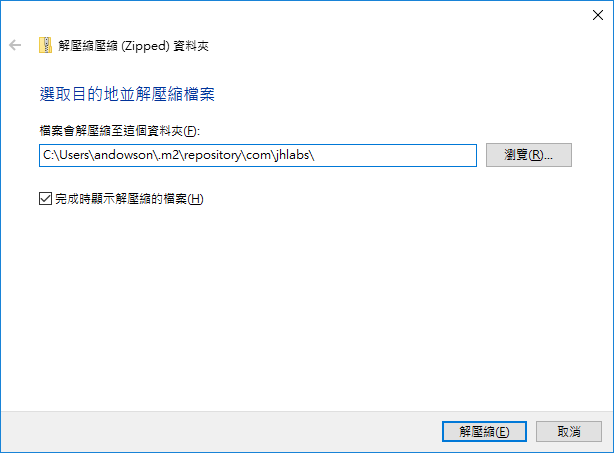 解壓縮壓縮 (Zipped) 資料夾
選取目的地並解壓縮檔案
檔案會解壓縮至這個資料夾(F):
C:\Users\andowson\.m2\repository\com\jhlabs\
瀏覽(R)...
完成時顯示解壓縮的檔案(H)
解壓縮(E)
取消